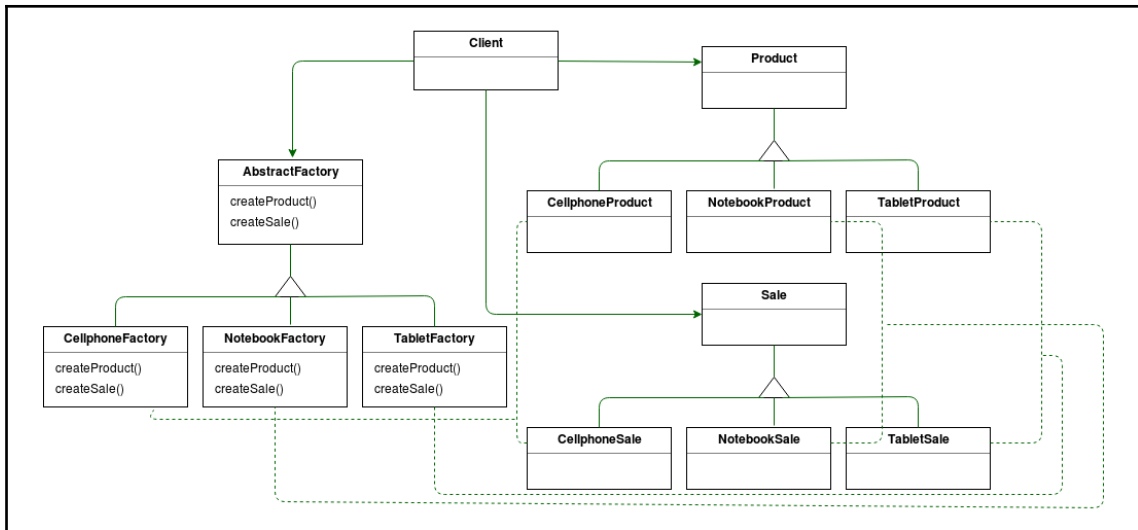 Client
Product
AbstractFactory
createProduct()
createSale()
CellphoneProduct
NotebookProduct
TabletProduct
Sale
CellphoneFactory
createProduct()
createSale()
NotebookFactory
createProduct()
createSale()
TabletFactory
createProduct()
createSale()
CellphoneSale
NotebookSale
TabletSale